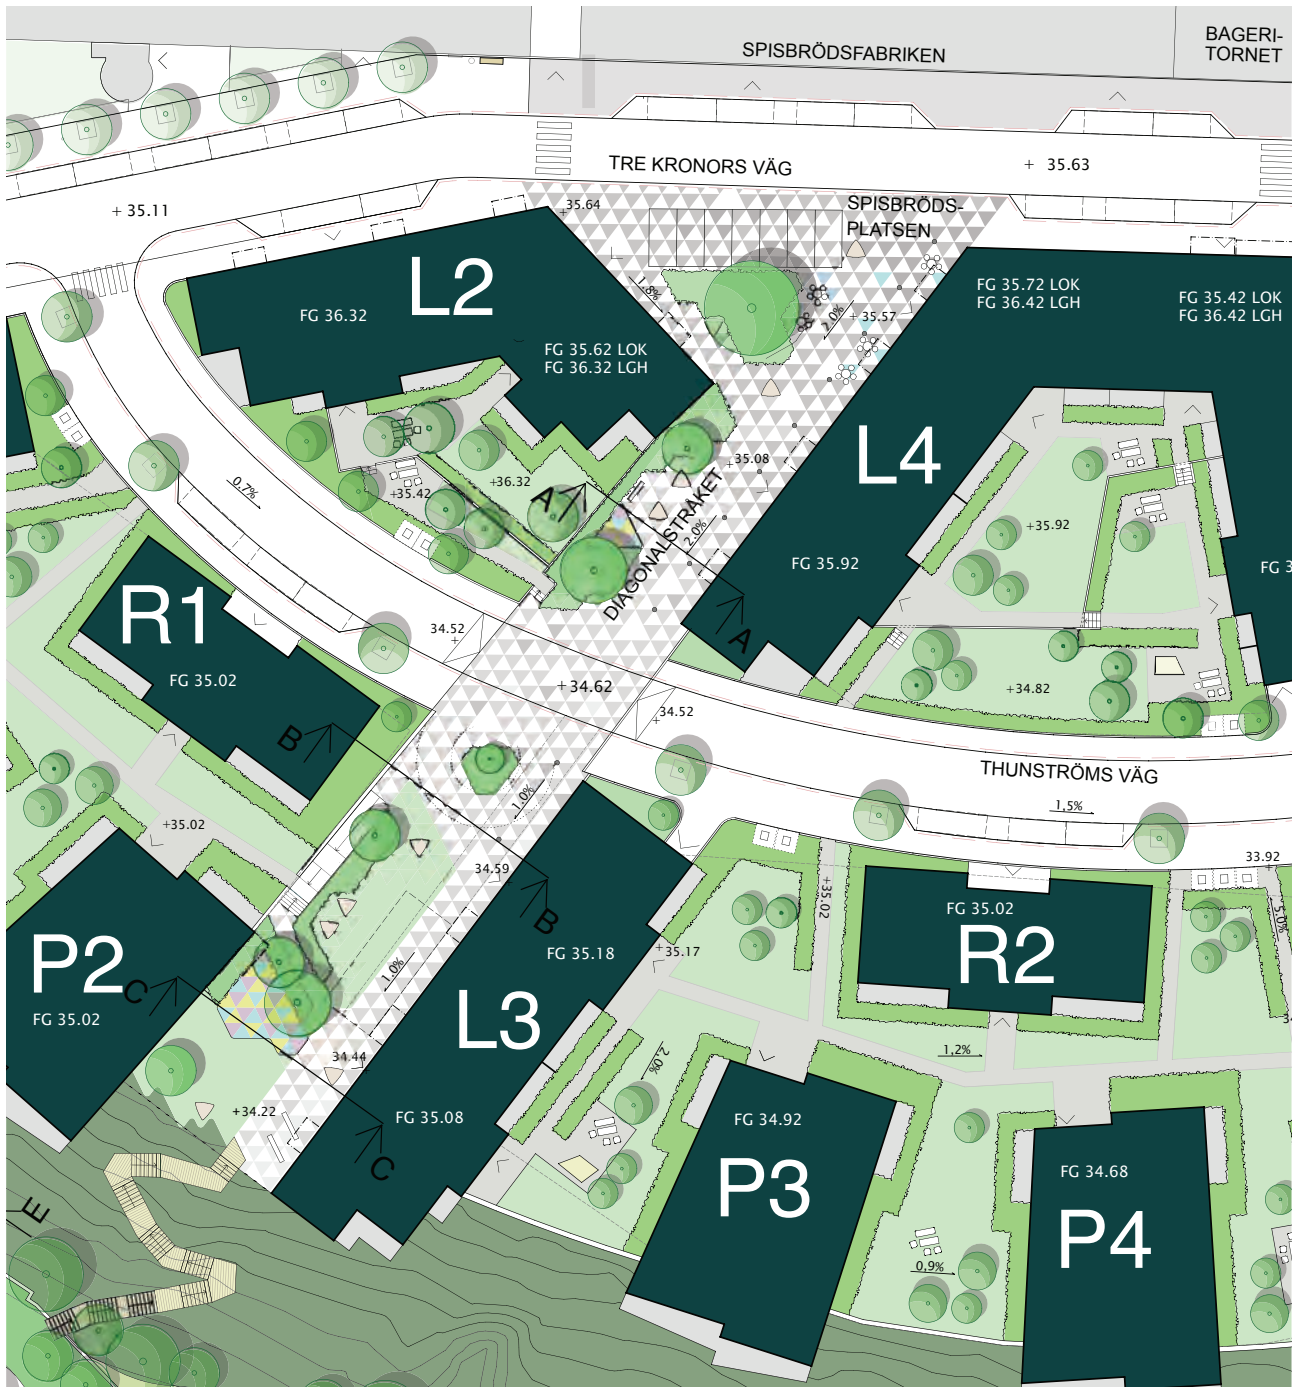 BAGERI-
TORNET
SPISBRÖDSFABRIKEN
TRE KRONORS VÄG
+ 35.63
+ 35.11
+35.64
SPISBRÖDS-
PLATSEN
L2
FG 36.32
FG 35.62 LOK
FG 36.32 LGH
1.8%
2.0%
+ 35.57
FG 35.72 LOK
FG 36.42 LGH
FG 35.42 LOK
FG 36.42 LGH
L4
+35.08
0.7%
+35.42
+36.32
A
DIAGONALSTRÅKET
2.0%
+35.92
FG 35.92
FG 3
A
R1
FG 35.02
34.52
+34.62
34.52
+34.82
B
THUNSTRÖMS VÄG
1.0%
1,5%
+35.02
34.59
33.92
+35.02
P2
FG 35.02
C
B
FG 35.18
+35.17
1.0%
L3
FG 35.02
R2
5.0%
34.44
2.0%
1,2%
+34.22
FG 35.08
C
FG 34.92
P3
FG 34.68
P4
E
0,9%